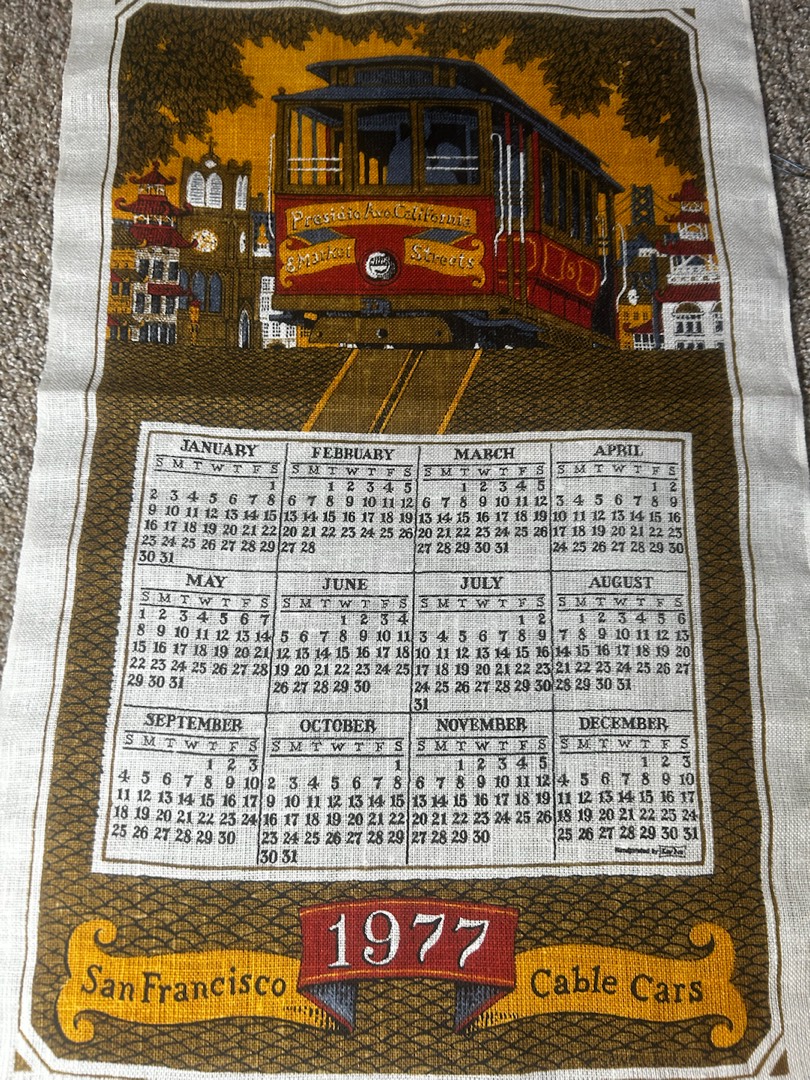 Presidio Ave California
& Market Streets
JANUARY
S M T W T F S
1
2 3 4 5 6 7 8
9 10 11 12 13 14 15
16 17 18 19 20 21 22
23 24 25 26 27 28 29
30 31
FEBRUARY
S M T W T F S
1 2 3 4 5
6 7 8 9 10 11 12
13 14 15 16 17 18 19
20 21 22 23 24 25 26
27 28
MARCH
S M T W T F S
1 2 3 4 5
6 7 8 9 10 11 12
13 14 15 16 17 18 19
20 21 22 23 24 25 26
27 28 29 30 31
APRIL
S M T W T F S
1 2
3 4 5 6 7 8 9
10 11 12 13 14 15 16
17 18 19 20 21 22 23
24 25 26 27 28 29 30
MAY
S M T W T F S
1 2 3 4 5 6 7
8 9 10 11 12 13 14
15 16 17 18 19 20 21
22 23 24 25 26 27 28
29 30 31
JUNE
S M T W T F S
1 2 3 4
5 6 7 8 9 10 11
12 13 14 15 16 17 18
19 20 21 22 23 24 25
26 27 28 29 30
JULY
S M T W T F S
1 2
3 4 5 6 7 8 9
10 11 12 13 14 15 16
17 18 19 20 21 22 23
24 25 26 27 28 29 30
31
AUGUST
S M T W T F S
1 2 3 4 5 6
7 8 9 10 11 12 13
14 15 16 17 18 19 20
21 22 23 24 25 26 27
28 29 30 31
SEPTEMBER
S M T W T F S
1 2 3
4 5 6 7 8 9 10
11 12 13 14 15 16 17
18 19 20 21 22 23 24
25 26 27 28 29 30
OCTOBER
S M T W T F S
1
2 3 4 5 6 7 8
9 10 11 12 13 14 15
16 17 18 19 20 21 22
23 24 25 26 27 28 29
30 31
NOVEMBER
S M T W T F S
1 2 3 4 5
6 7 8 9 10 11 12
13 14 15 16 17 18 19
20 21 22 23 24 25 26
27 28 29 30
DECEMBER
S M T W T F S
1 2 3
4 5 6 7 8 9 10
11 12 13 14 15 16 17
18 19 20 21 22 23 24
25 26 27 28 29 30 31
Handprinted by
1977
San Francisco Cable Cars